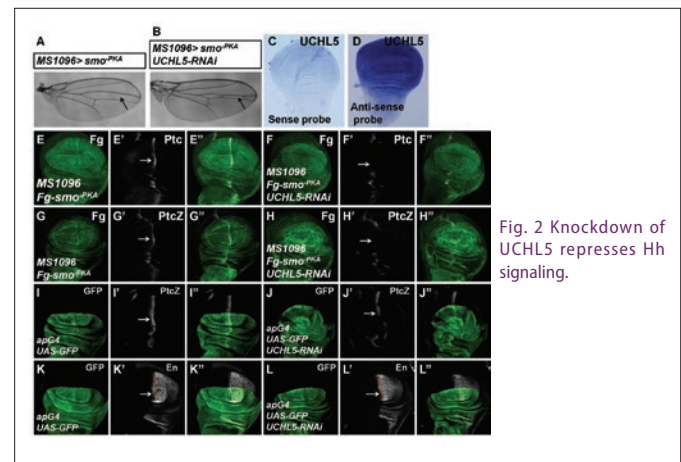 A
MS1096> smo-PKA
B
MS1096> smo-PKA
UCHL5-RNAi
C UCHL5
Sense probe
D UCHL5
Anti-sense
probe
E Fg
MS1096
Fg-smo-PKA
E' Ptc
E"
F Fg
MS1096
Fg-smo-PKA
UCHL5-RNAi
F' Ptc
F"
G Fg
MS1096
Fg-smo-PKA
G' PtcZ
G"
H Fg
MS1096
Fg-smo-PKA
UCHL5-RNAi
H' PtcZ
H"
I GFP
apG4
UAS-GFP
I' PtcZ
I"
J GFP
apG4
UAS-GFP
UCHL5-RNAi
J' PtcZ
J"
K GFP
apG4
UAS-GFP
K' En
K"
L GFP
apG4
UAS-GFP
UCHL5-RNAi
L' En
L"
Fig. 2 Knockdown of
UCHL5 represses Hh
signaling.